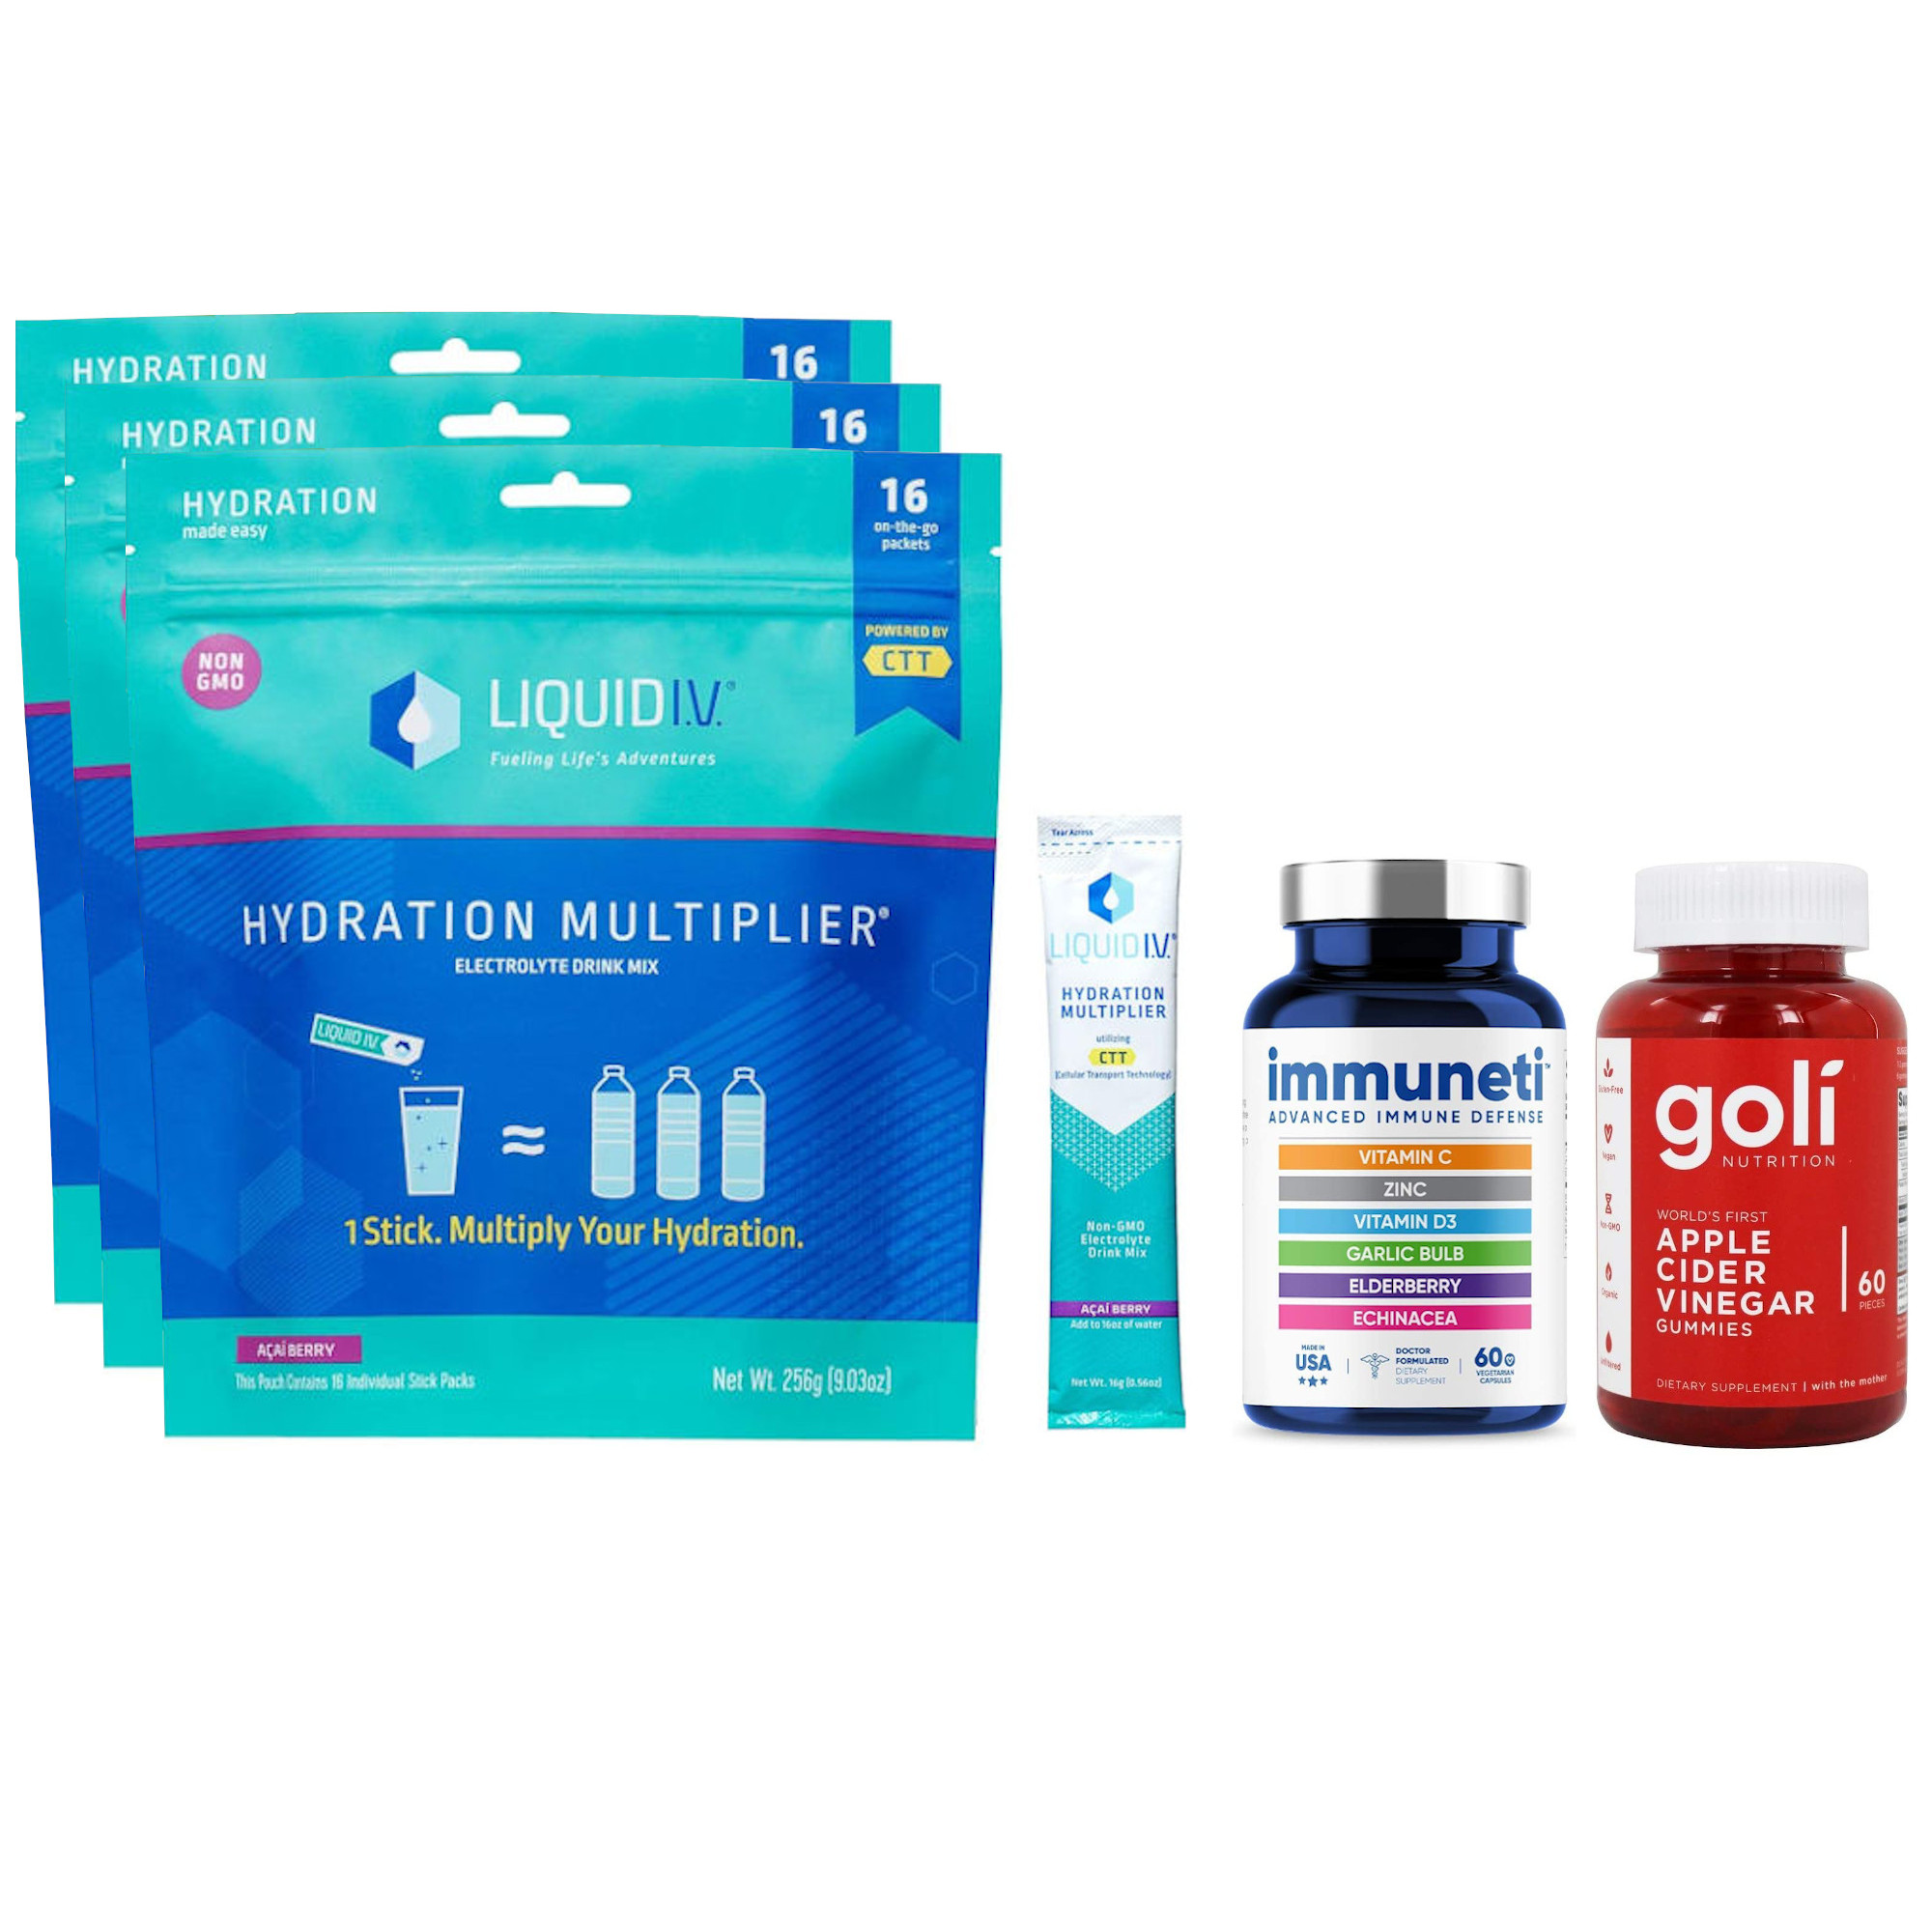 HYDRATION
16
HYDRATION
16
HYDRATION
made easy
16
on-the-go
packets
NON
GMO
POWERED BY
CTT
LIQUID I.V.®
Fueling Life's Adventures
HYDRATION MULTIPLIER®
ELECTROLYTE DRINK MIX
LIQUID I.V.
≈
1 Stick. Multiply Your Hydration.
AÇAÍ BERRY
This Pouch Contains 16 Individual Stick Packs
Net Wt. 256g (9.03oz)
Tear Across
LIQUID I.V.®
HYDRATION
MULTIPLIER
utilizing
CTT
(Cellular Transport Technology)
Non-GMO
Electrolyte
Drink Mix
AÇAÍ BERRY
Add to 16oz of water
Net Wt. 16g (0.56oz)
immuneti™
ADVANCED IMMUNE DEFENSE
VITAMIN C
ZINC
VITAMIN D3
GARLIC BULB
ELDERBERRY
ECHINACEA
MADE IN
USA
DOCTOR
FORMULATED
DIETARY
SUPPLEMENT
60
VEGETARIAN
CAPSULES
Gluten-Free
Vegan
Non-GMO
Organic
Unfiltered
goli
NUTRITION
WORLD'S FIRST
APPLE
CIDER
VINEGAR
GUMMIES
60
PIECES
DIETARY SUPPLEMENT | with the mother